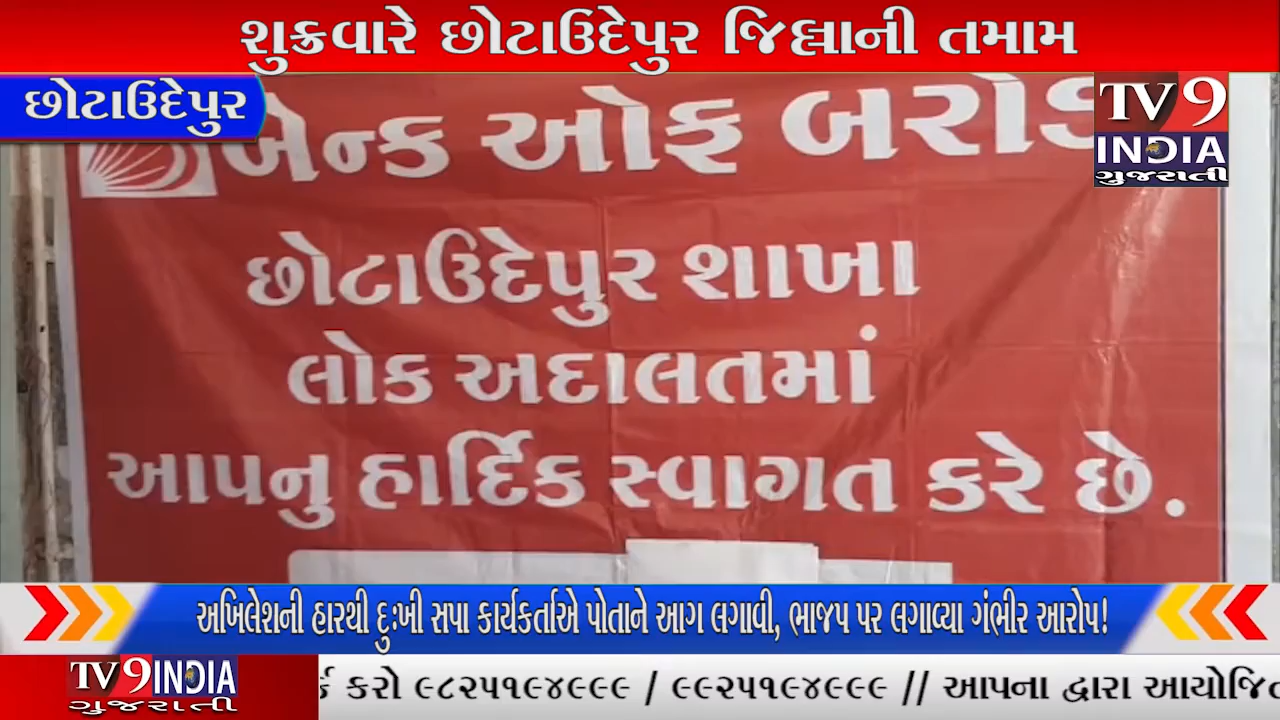 શુક્રવારે છોટાઉદેપુર જિલ્લાની તમામ
છોટાઉદેપુર
TV9
INDIA
ગુજરાતી
બેન્ક ઓફ
છોટાઉદેપુર શાખા
લોક અદાલતમાં
આપનુ હાર્દિક સ્વાગત કરે છે.
અખિલેશની હારથી દુઃખી સપા કાર્યકર્તાએ પોતાને આગ લગાવી, ભાજપ પર લગાવ્યા ગંભીર આરોપ!
TV9INDIA
ગુજરાતી
કરો ૯૮૨૫૧૯૪૯૯૯ / ૯૯૨૫૧૯૪૯૯૯ // આપના દ્વારા